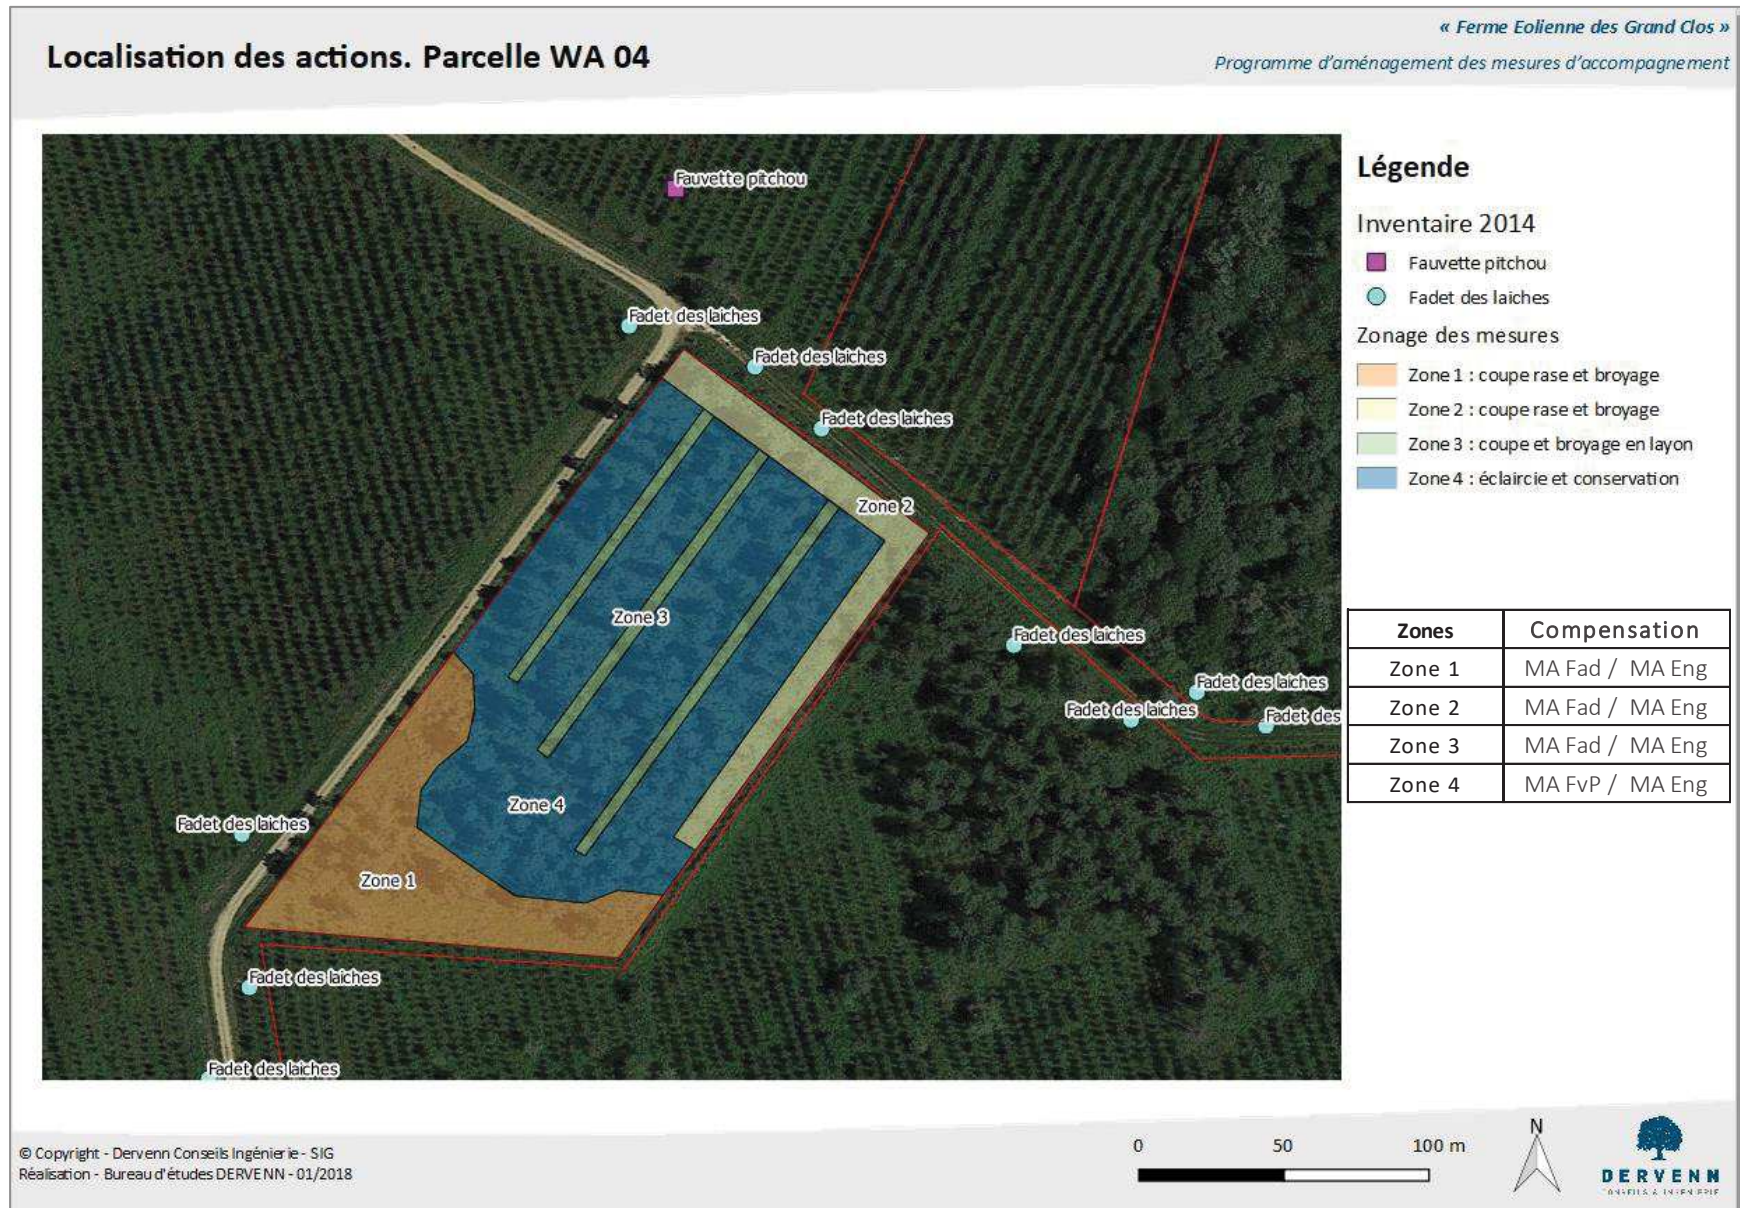 « Ferme Eolienne des Grand Clos »
Localisation des actions. Parcelle WA 04
Programme d'aménagement des mesures d'accompagnement
Fauvette pitchou
Fadet des laiches
Fadet des laiches
Fadet des laiches
Zone 2
Zone 3
Fadet des laiches
Fadet des laiches
Fadet des laiches
Fadet des
Zone 4
Fadet des laiches
Zone 1
Fadet des laiches
Fadet des laiches
Légende
Inventaire 2014
Fauvette pitchou
Fadet des laiches
Zonage des mesures
Zone 1 : coupe rase et broyage
Zone 2 : coupe rase et broyage
Zone 3 : coupe et broyage en layon
Zone 4 : éclaircie et conservation
Zones Compensation
Zone 1 MA Fad / MA Eng
Zone 2 MA Fad / MA Eng
Zone 3 MA Fad / MA Eng
Zone 4 MA FvP / MA Eng
© Copyright - Dervenn Conseils Ingénierie - SIG
Réalisation - Bureau d'études DERVENN - 01/2018
0 50 100 m
N
DERVENN
CONSEILS & INGENIERIE